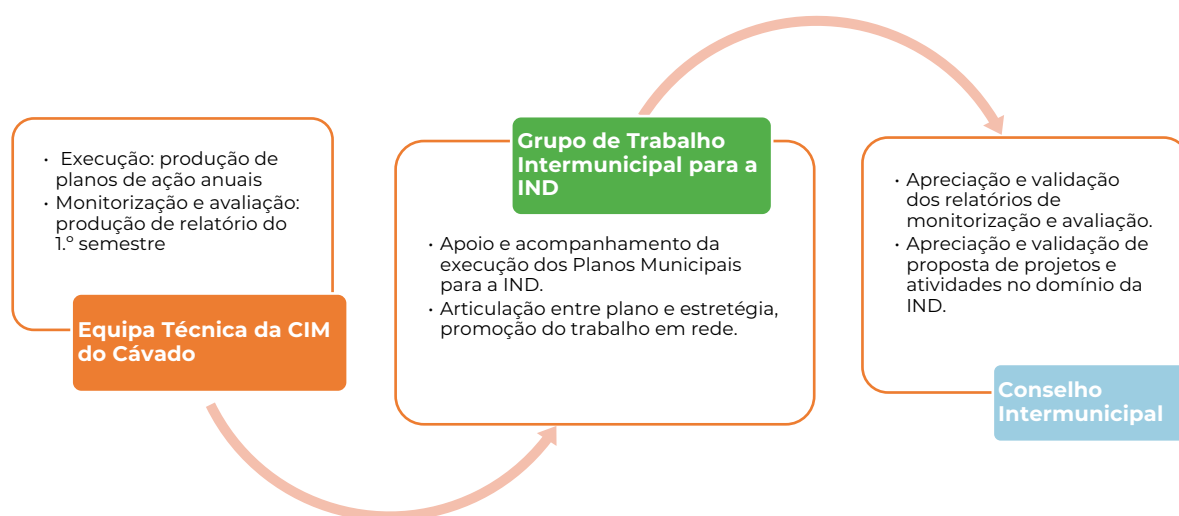 · Execução: produção de
planos de ação anuais
· Monitorização e avaliação:
produção de relatório do
1.º semestre
Equipa Técnica da CIM
do Cávado
Grupo de Trabalho
Intermunicipal para a
IND
· Apoio e acompanhamento da
execução dos Planos Municipais
para a IND.
· Articulação entre plano e estretégia,
promoção do trabalho em rede.
· Apreciação e validação
dos relatórios de
monitorização e avaliação.
· Apreciação e validação de
proposta de projetos e
atividades no domínio da
IND.
Conselho
Intermunicipal